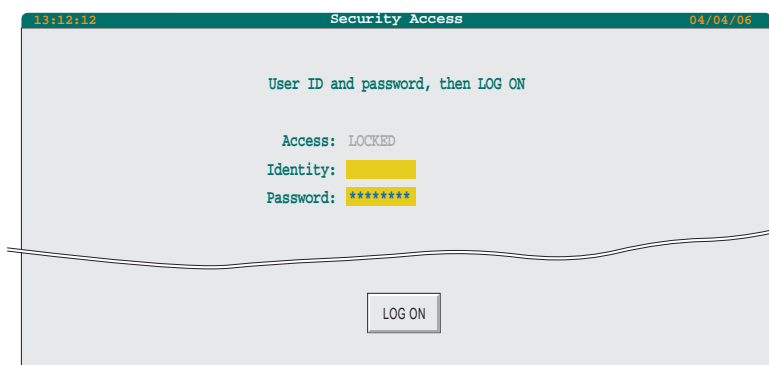 13:12:12 Security Access 04/04/06
User ID and password, then LOG ON
Access: LOCKED
Identity:
Password: ********
LOG ON